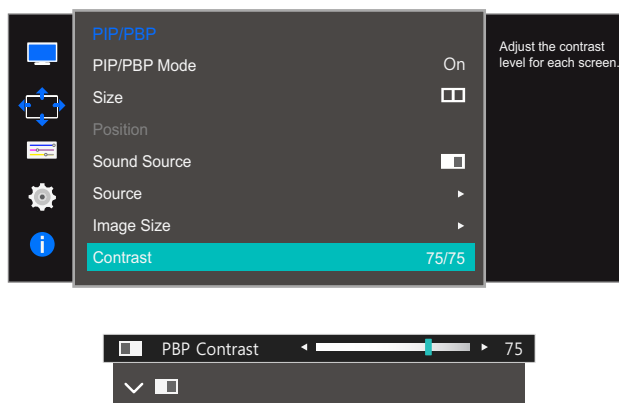 PIP/PBP
PIP/PBP Mode On
Size
Position
Sound Source
Source
Image Size
Contrast 75/75
Adjust the contrast
level for each screen.
PBP Contrast 75